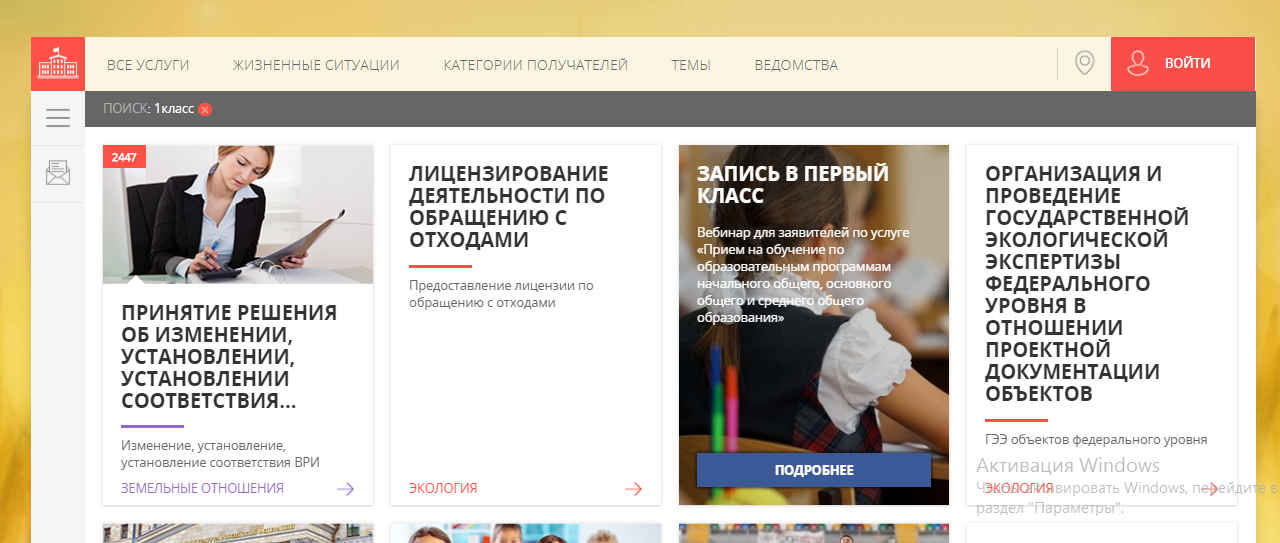 ВСЕ УСЛУГИ
ЖИЗНЕННЫЕ СИТУАЦИИ
КАТЕГОРИИ ПОЛУЧАТЕЛЕЙ
ТЕМЫ
ВЕДОМСТВА
ВОЙТИ
ПОИСК: 1класс
2447
ПРИНЯТИЕ РЕШЕНИЯ
ОБ ИЗМЕНЕНИИ,
УСТАНОВЛЕНИИ,
УСТАНОВЛЕНИИ
СООТВЕТСТВИЯ...
Изменение, установление,
установление соответствия ВРИ
ЗЕМЕЛЬНЫЕ ОТНОШЕНИЯ
ЛИЦЕНЗИРОВАНИЕ
ДЕЯТЕЛЬНОСТИ ПО
ОБРАЩЕНИЮ С
ОТХОДАМИ
Предоставление лицензии по
обращению с отходами
ЭКОЛОГИЯ
ЗАПИСЬ В ПЕРВЫЙ
КЛАСС
Вебинар для заявителей по услуге
«Прием на обучение по
образовательным программам
начального общего, основного
общего и среднего общего
образования»
ПОДРОБНЕЕ
ОРГАНИЗАЦИЯ И
ПРОВЕДЕНИЕ
ГОСУДАРСТВЕННОЙ
ЭКОЛОГИЧЕСКОЙ
ЭКСПЕРТИЗЫ
ФЕДЕРАЛЬНОГО
УРОВНЯ В
ОТНОШЕНИИ
ПРОЕКТНОЙ
ДОКУМЕНТАЦИИ
ОБЪЕКТОВ
ГЭЭ объектов федерального уровня
ЭКОЛОГИЯ
Активация Windows
Чтобы активировать Windows, перейдите в
раздел "Параметры".